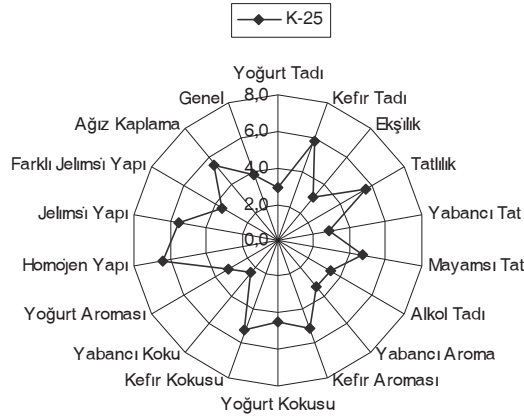 K-25
Yoğurt Tadı
Kefir Tadı
Ekşilik
Tatlılık
Yabancı Tat
Mayamsı Tat
Alkol Tadı
Yabancı Aroma
Kefir Aroması
Yoğurt Kokusu
Kefir Kokusu
Yabancı Koku
Yoğurt Aroması
Homojen Yapı
Jelimsi Yapı
Farklı Jelimsi Yapı
Ağız Kaplama
Genel
8,0
6,0
4,0
2,0
0,0